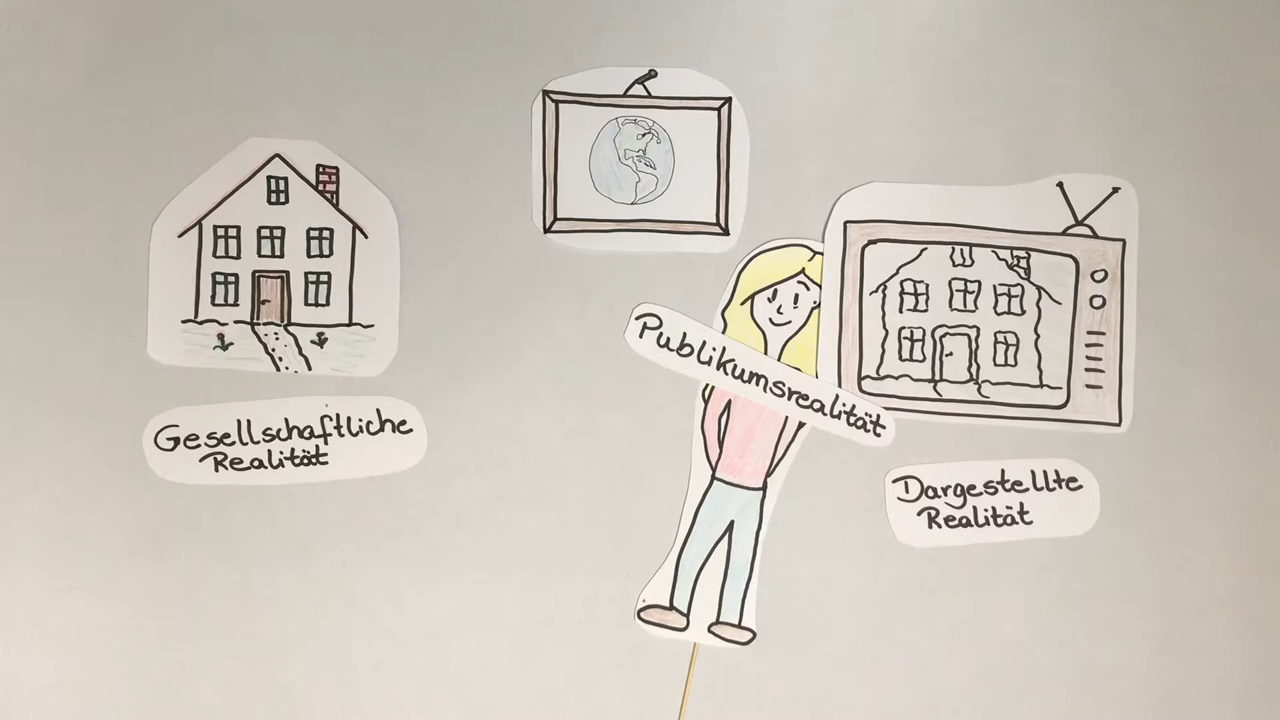 Gesellschaftliche
Realität
Publikumsrealität
Dargestellte
Realität